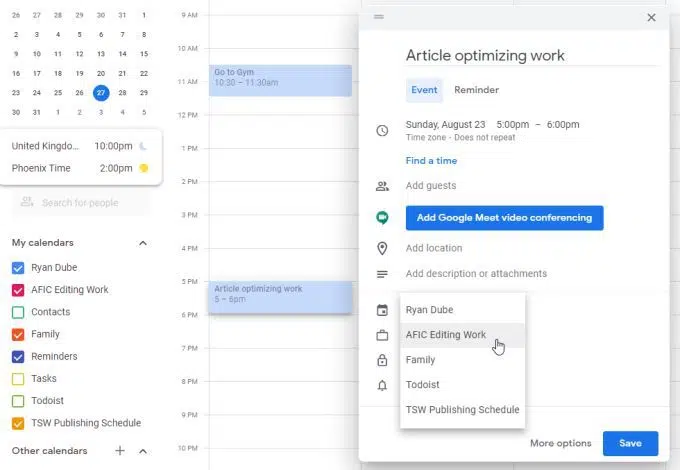 26 27 28 29 30 31 1
2 3 4 5 6 7 8
9 10 11 12 13 14 15
16 17 18 19 20 21 22
23 24 25 26 27 28 29
30 31 1 2 3 4 5
United Kingdo... 10:00pm
Phoenix Time 2:00pm
Search for people
My calendars
Ryan Dube
AFIC Editing Work
Contacts
Family
Reminders
Tasks
Todoist
TSW Publishing Schedule
Other calendars
9 AM
10 AM
11 AM
12 PM
1 PM
2 PM
3 PM
4 PM
5 PM
6 PM
7 PM
8 PM
9 PM
10 PM
Go to Gym
10:30 – 11:30am
Article optimizing work
5 – 6pm
Article optimizing work
Event Reminder
Sunday, August 23 5:00pm – 6:00pm
Time zone · Does not repeat
Find a time
Add guests
Add Google Meet video conferencing
Add location
Add description or attachments
Ryan Dube
AFIC Editing Work
Family
Todoist
TSW Publishing Schedule
More options Save